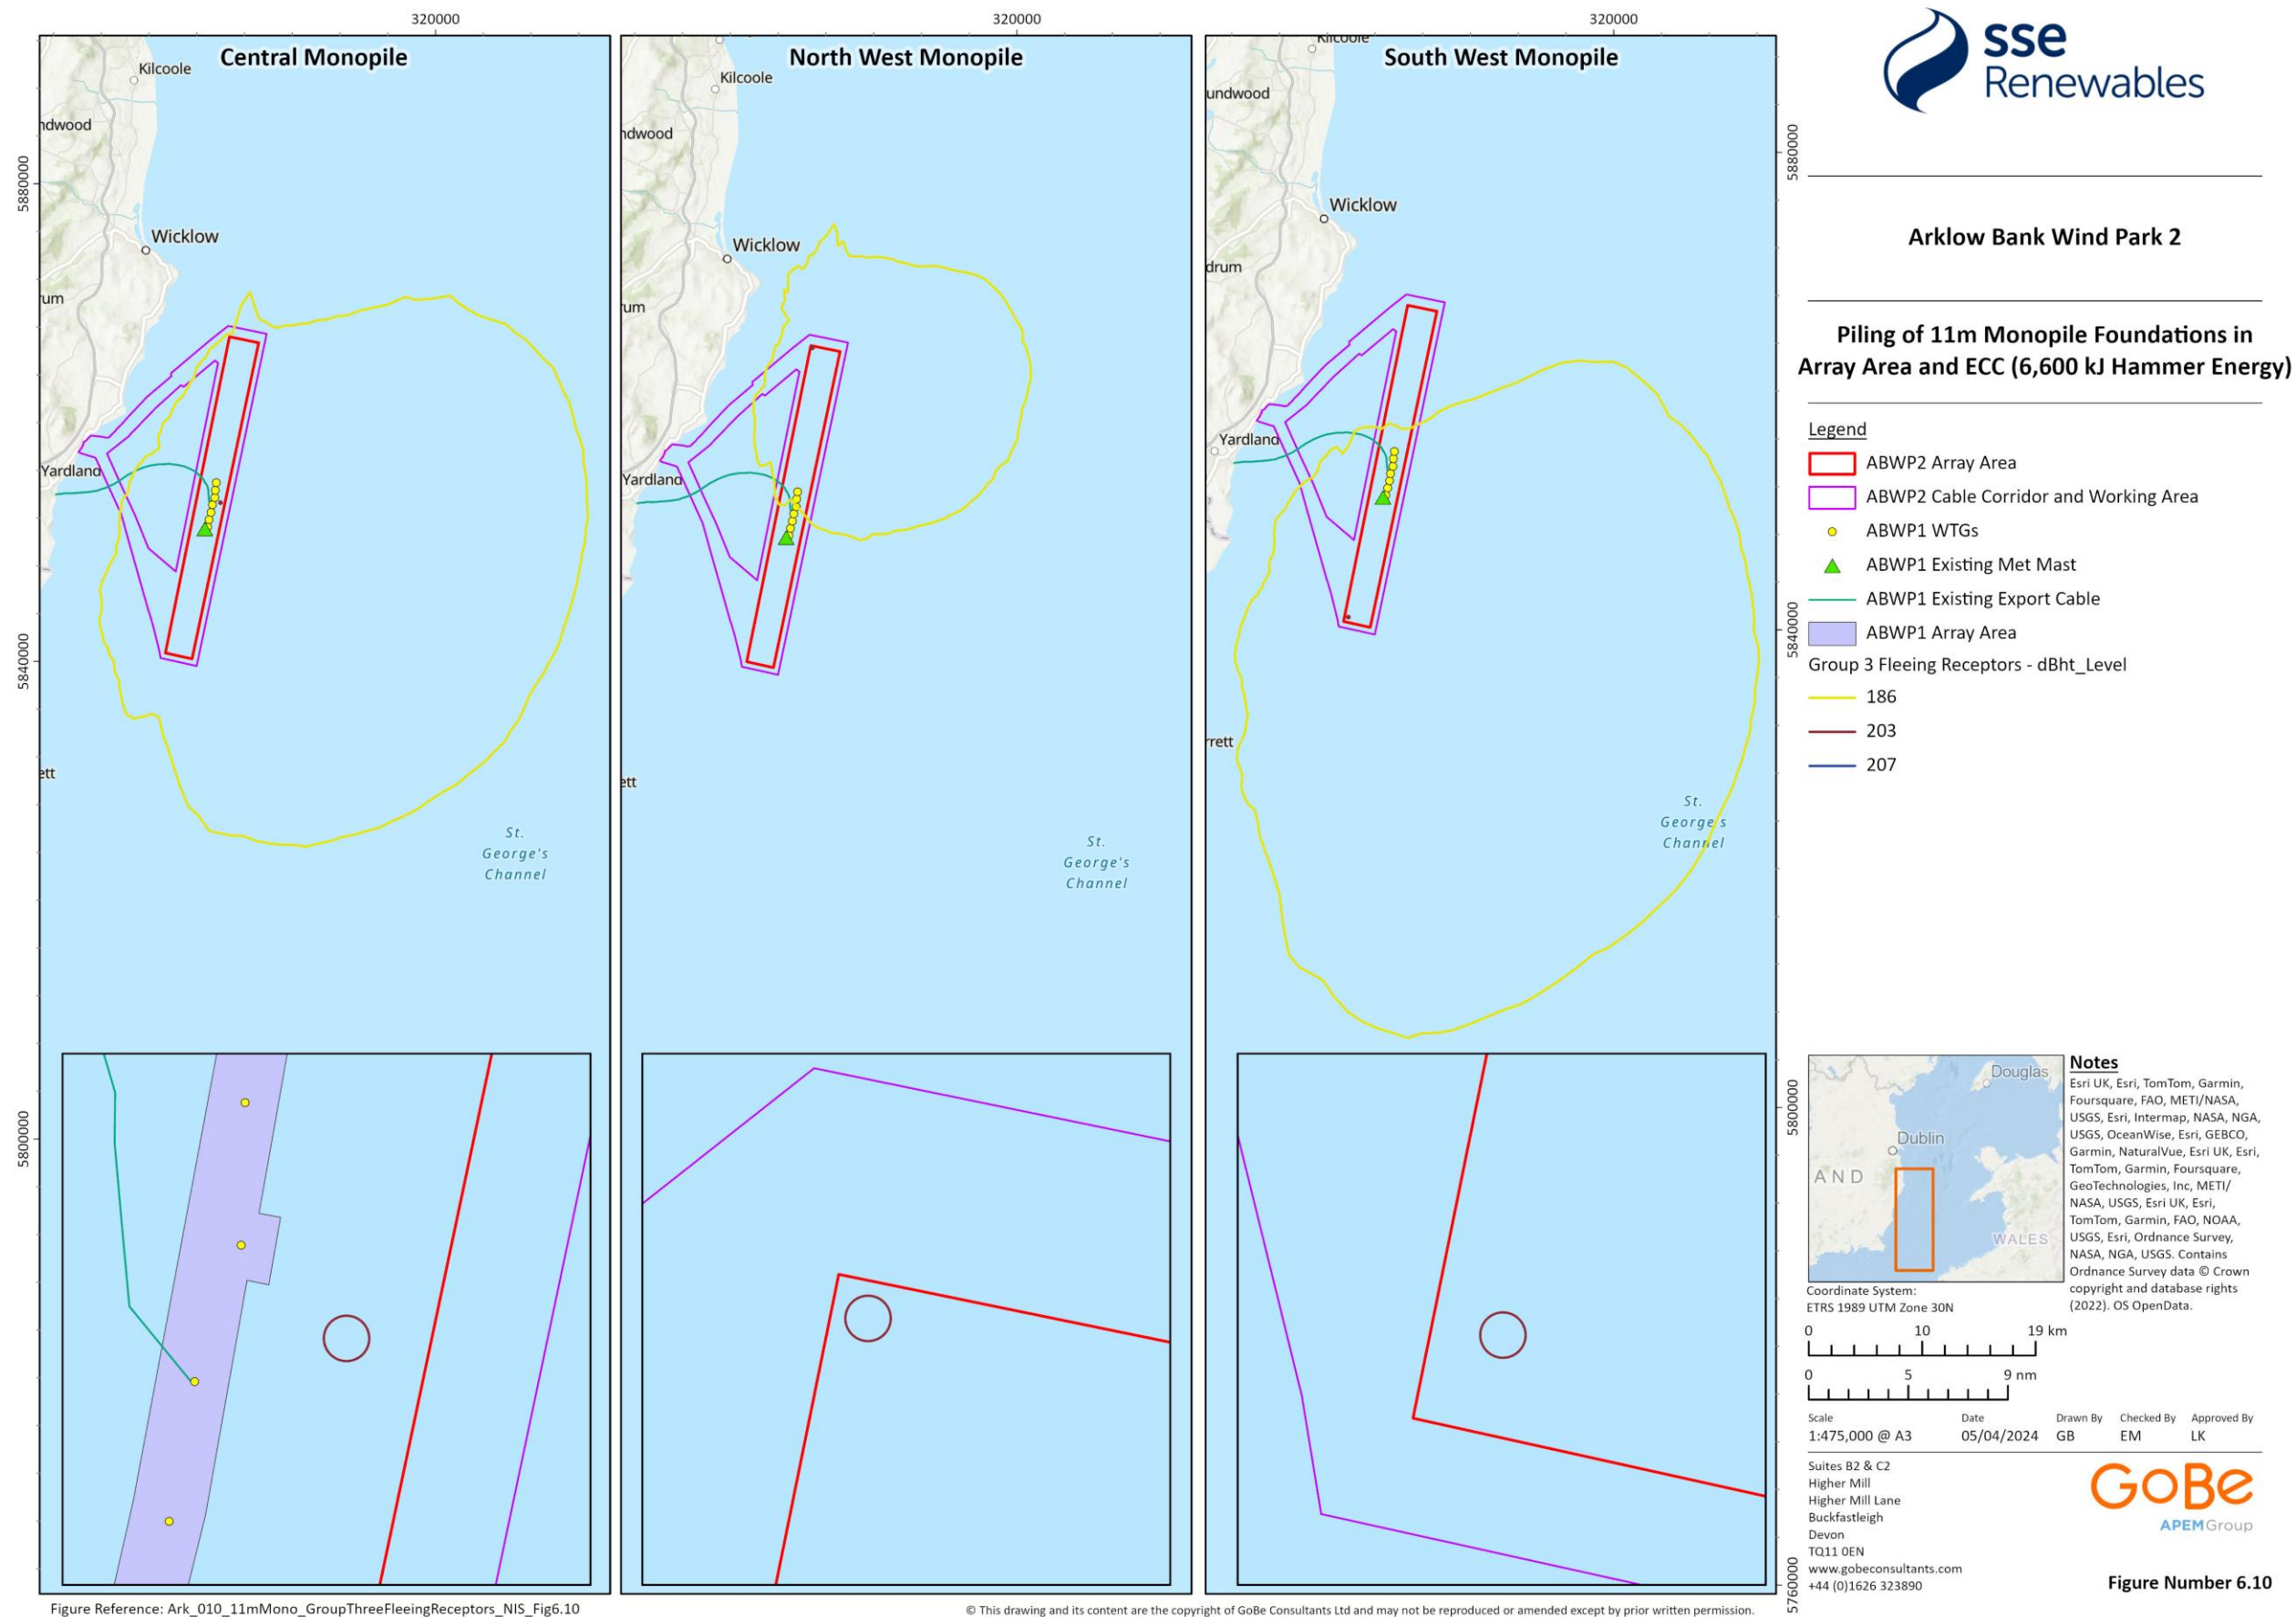 320000
320000
320000
Central Monopile
Kilcoole
ndwood
Wicklow
um
Yardland
ett
St.
George's
Channel
5880000
5840000
5800000
North West Monopile
Kilcoole
ndwood
Wicklow
rum
Yardland
ett
St.
George's
Channel
South West Monopile
Kilcoole
undwood
Wicklow
drum
Yardland
rrett
St.
George's
Channel
5880000
5840000
5800000
5760000
sse
Renewables
Arklow Bank Wind Park 2
Piling of 11m Monopile Foundations in
Array Area and ECC (6,600 kJ Hammer Energy)
Legend
ABWP2 Array Area
ABWP2 Cable Corridor and Working Area
ABWP1 WTGs
ABWP1 Existing Met Mast
ABWP1 Existing Export Cable
ABWP1 Array Area
Group 3 Fleeing Receptors - dBht_Level
186
203
207
Douglas
Dublin
AND
WALES
Notes
Esri UK, Esri, TomTom, Garmin,
Foursquare, FAO, METI/NASA,
USGS, Esri, Intermap, NASA, NGA,
USGS, OceanWise, Esri, GEBCO,
Garmin, NaturalVue, Esri UK, Esri,
TomTom, Garmin, Foursquare,
GeoTechnologies, Inc, METI/
NASA, USGS, Esri UK, Esri,
TomTom, Garmin, FAO, NOAA,
USGS, Esri, Ordnance Survey,
NASA, NGA, USGS. Contains
Ordnance Survey data © Crown
copyright and database rights
(2022). OS OpenData.
Coordinate System:
ETRS 1989 UTM Zone 30N
0 10 19 km
0 5 9 nm
Scale Date Drawn By Checked By Approved By
1:475,000 @ A3 05/04/2024 GB EM LK
Suites B2 & C2
Higher Mill
Higher Mill Lane
Buckfastleigh
Devon
TQ11 0EN
www.gobeconsultants.com
+44 (0)1626 323890
GoBe
APEMGroup
Figure Number 6.10
Figure Reference: Ark_010_11mMono_GroupThreeFleeingReceptors_NIS_Fig6.10
© This drawing and its content are the copyright of GoBe Consultants Ltd and may not be reproduced or amended except by prior written permission.